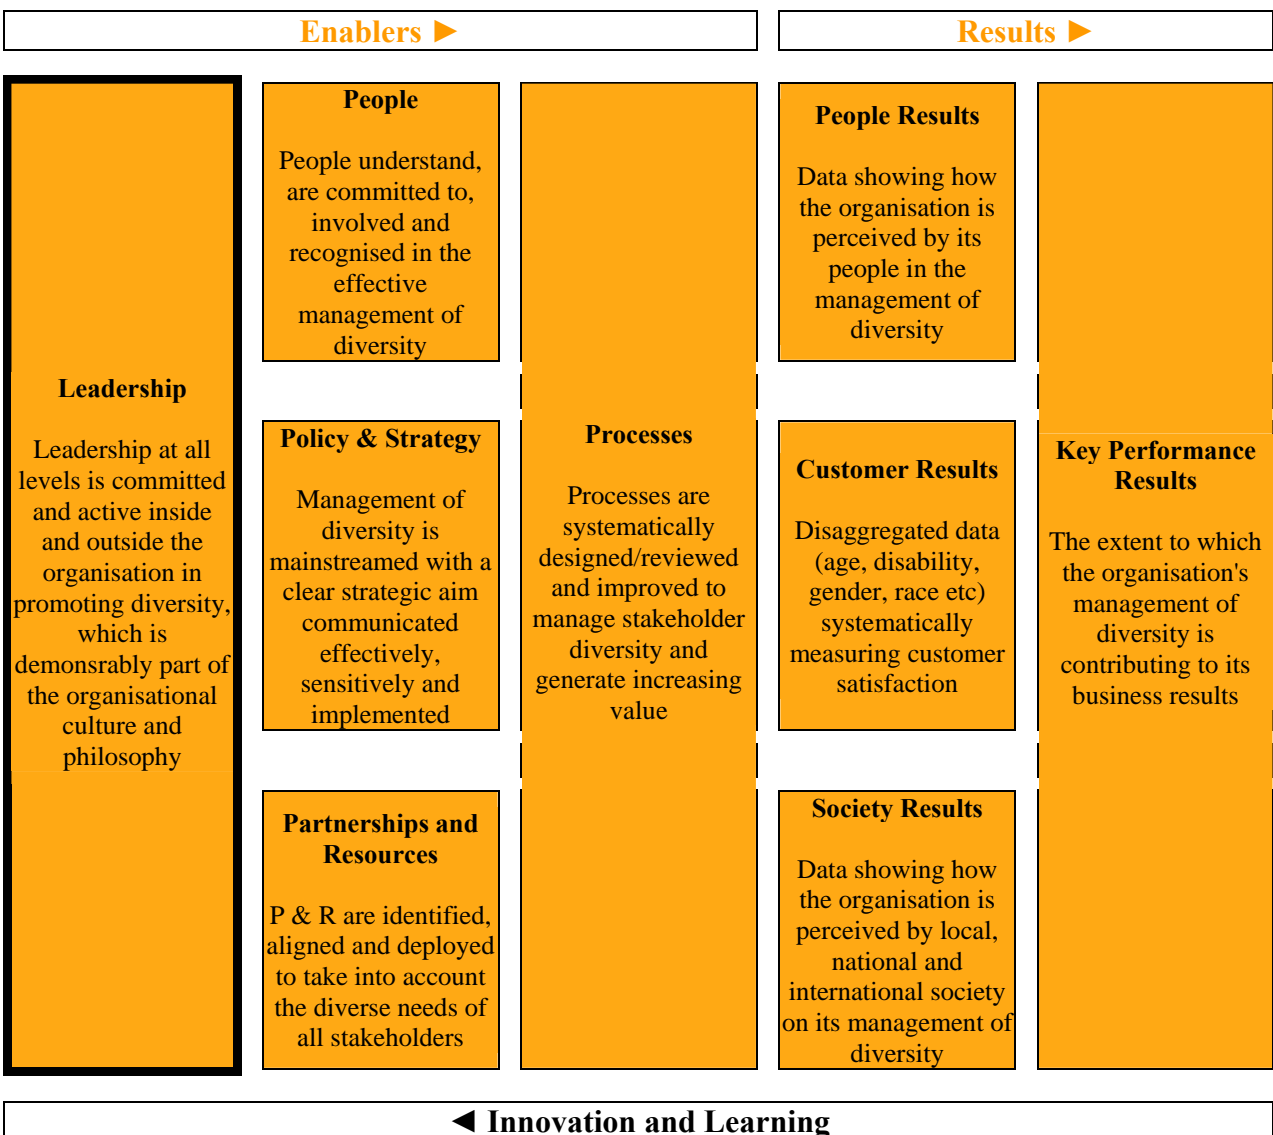 Enablers ►
Results ►
Leadership
Leadership at all
levels is committed
and active inside
and outside the
organisation in
promoting diversity,
which is
demonsrably part of
the organisational
culture and
philosophy
People
People understand,
are committed to,
involved and
recognised in the
effective
management of
diversity
Policy & Strategy
Management of
diversity is
mainstreamed with a
clear strategic aim
communicated
effectively,
sensitively and
implemented
Partnerships and
Resources
P & R are identified,
aligned and deployed
to take into account
the diverse needs of
all stakeholders
Processes
Processes are
systematically
designed/reviewed
and improved to
manage stakeholder
diversity and
generate increasing
value
People Results
Data showing how
the organisation is
perceived by its
people in the
management of
diversity
Customer Results
Disaggregated data
(age, disability,
gender, race etc)
systematically
measuring customer
satisfaction
Society Results
Data showing how
the organisation is
perceived by local,
national and
international society
on its management of
diversity
Key Performance
Results
The extent to which
the organisation's
management of
diversity is
contributing to its
business results
◄ Innovation and Learning